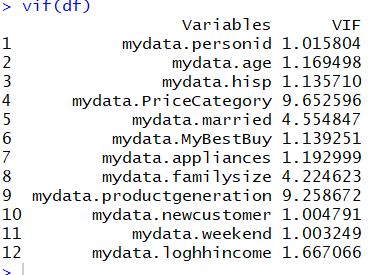 > vif(df)
Variables VIF
1 mydata.personid 1.015804
2 mydata.age 1.169498
3 mydata.hisp 1.135710
4 mydata.PriceCategory 9.652596
5 mydata.married 4.554847
6 mydata.MyBestBuy 1.139251
7 mydata.appliances 1.192999
8 mydata.familysize 4.224623
9 mydata.productgeneration 9.258672
10 mydata.newcustomer 1.004791
11 mydata.weekend 1.003249
12 mydata.loghhincome 1.667066
>